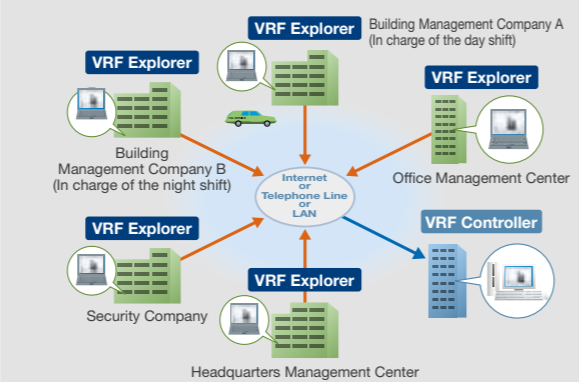 VRF Explorer
Building Management Company A
(In charge of the day shift)
VRF Explorer
VRF Explorer
Building
Management Company B
(In charge of the night shift)
Office Management Center
Internet
or
Telephone Line
or
LAN
VRF Explorer
VRF Controller
VRF Explorer
Security Company
Headquarters Management Center